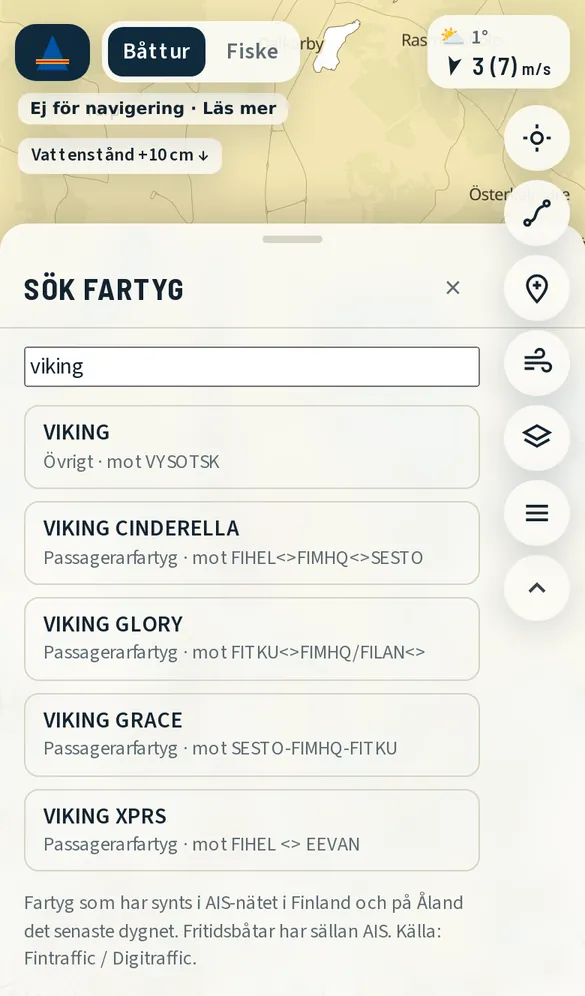 Båttur
Fiske
1°
3 (7) m/s
Ej för navigering · Läs mer
Vattenstånd +10 cm ↓
SÖK FARTYG
viking
VIKING
Övrigt · mot VYSOTSK
VIKING CINDERELLA
Passagerarfartyg · mot FIHEL<>FIMHQ<>SESTO
VIKING GLORY
Passagerarfartyg · mot FITKU<>FIMHQ/FILAN<>
VIKING GRACE
Passagerarfartyg · mot SESTO-FIMHQ-FITKU
VIKING XPRS
Passagerarfartyg · mot FIHEL <> EEVAN
Fartyg som har synts i AIS-nätet i Finland och på Åland
det senaste dygnet. Fritidsbåtar har sällan AIS. Källa:
Fintraffic / Digitraffic.